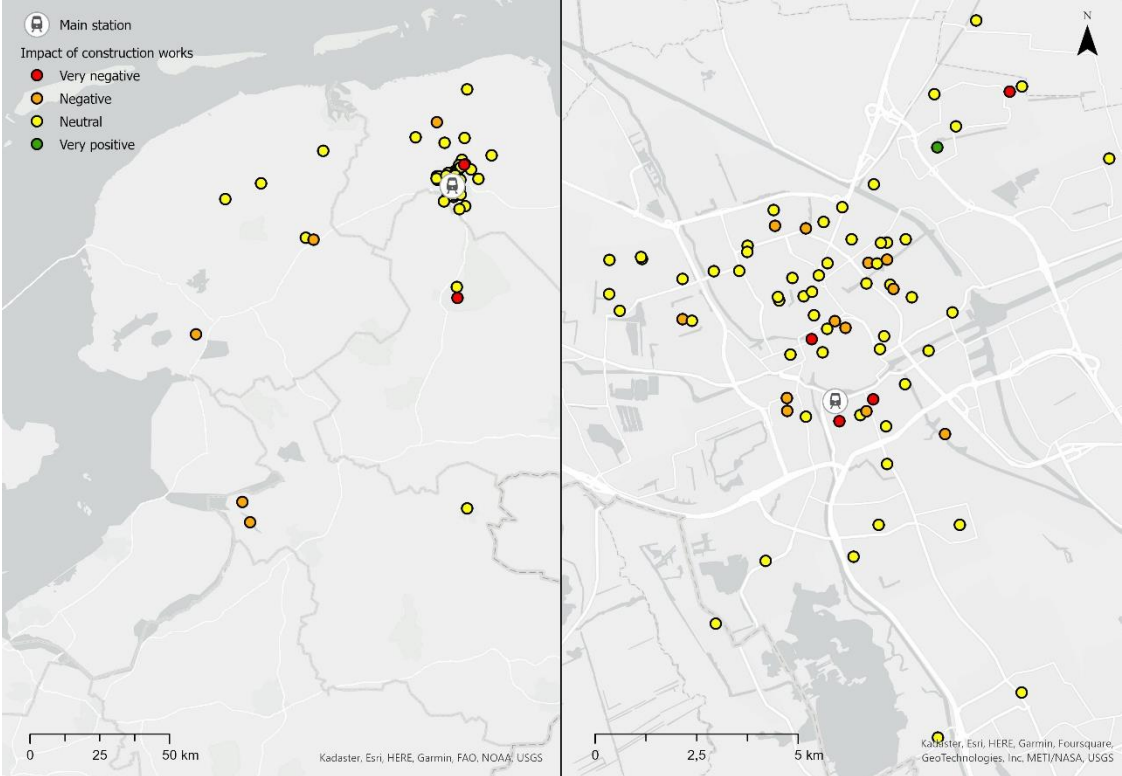 Main station
Impact of construction works
Very negative
Negative
Neutral
Very positive
0 50 km
Kadaster, Esri, HERE, Garmin, FAO, NOAA, USGS
N
0 2,5 5 km
Kadaster, Esri, HERE, Garmin, Foursquare,
GeoTechnologies, Inc, METI/NASA, USGS